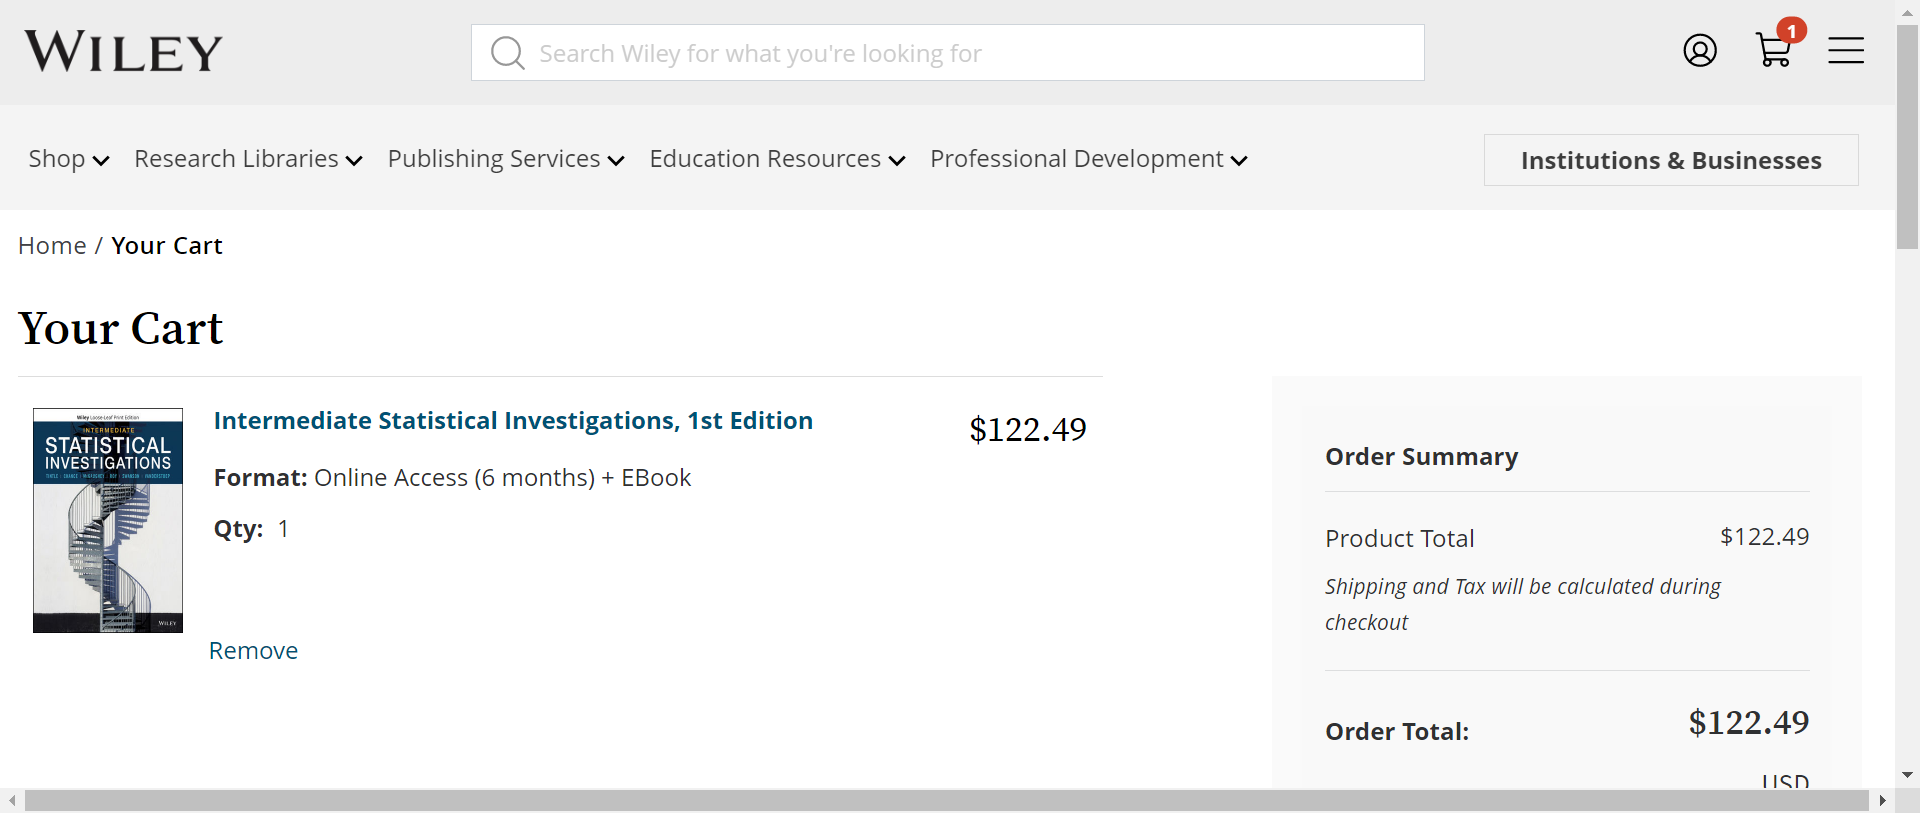 WILEY
Search Wiley for what you're looking for
1
Shop
Research Libraries
Publishing Services
Education Resources
Professional Development
Institutions & Businesses
Home / Your Cart
Your Cart
Wiley Loose-Leaf Print Edition
INTERMEDIATE
STATISTICAL
INVESTIGATIONS
WILEY
Intermediate Statistical Investigations, 1st Edition
$122.49
Format: Online Access (6 months) + EBook
Qty: 1
Remove
Order Summary
Product Total
$122.49
Shipping and Tax will be calculated during
checkout
Order Total:
$122.49
USD